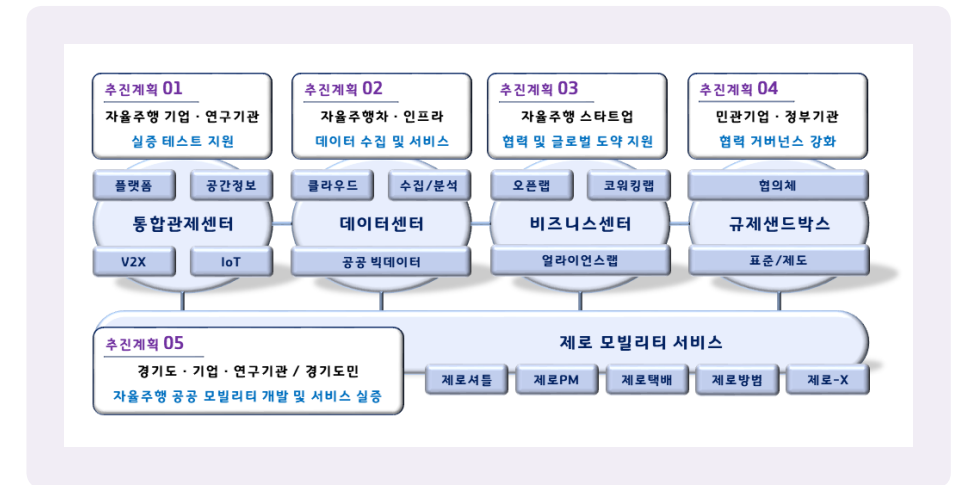 추진계획 01
자율주행 기업 · 연구기관
실증 테스트 지원
플랫폼
공간정보
통합관제센터
V2X
IoT
추진계획 02
자율주행차 · 인프라
데이터 수집 및 서비스
클라우드
수집/분석
데이터센터
공공 빅데이터
추진계획 03
자율주행 스타트업
협력 및 글로벌 도약 지원
오픈랩
코워킹랩
비즈니스센터
얼라이언스랩
추진계획 04
민관기업 · 정부기관
협력 거버넌스 강화
협의체
규제샌드박스
표준/제도
추진계획 05
경기도 · 기업 · 연구기관 / 경기도민
자율주행 공공 모빌리티 개발 및 서비스 실증
제로 모빌리티 서비스
제로셔틀
제로PM
제로택배
제로방범
제로-X